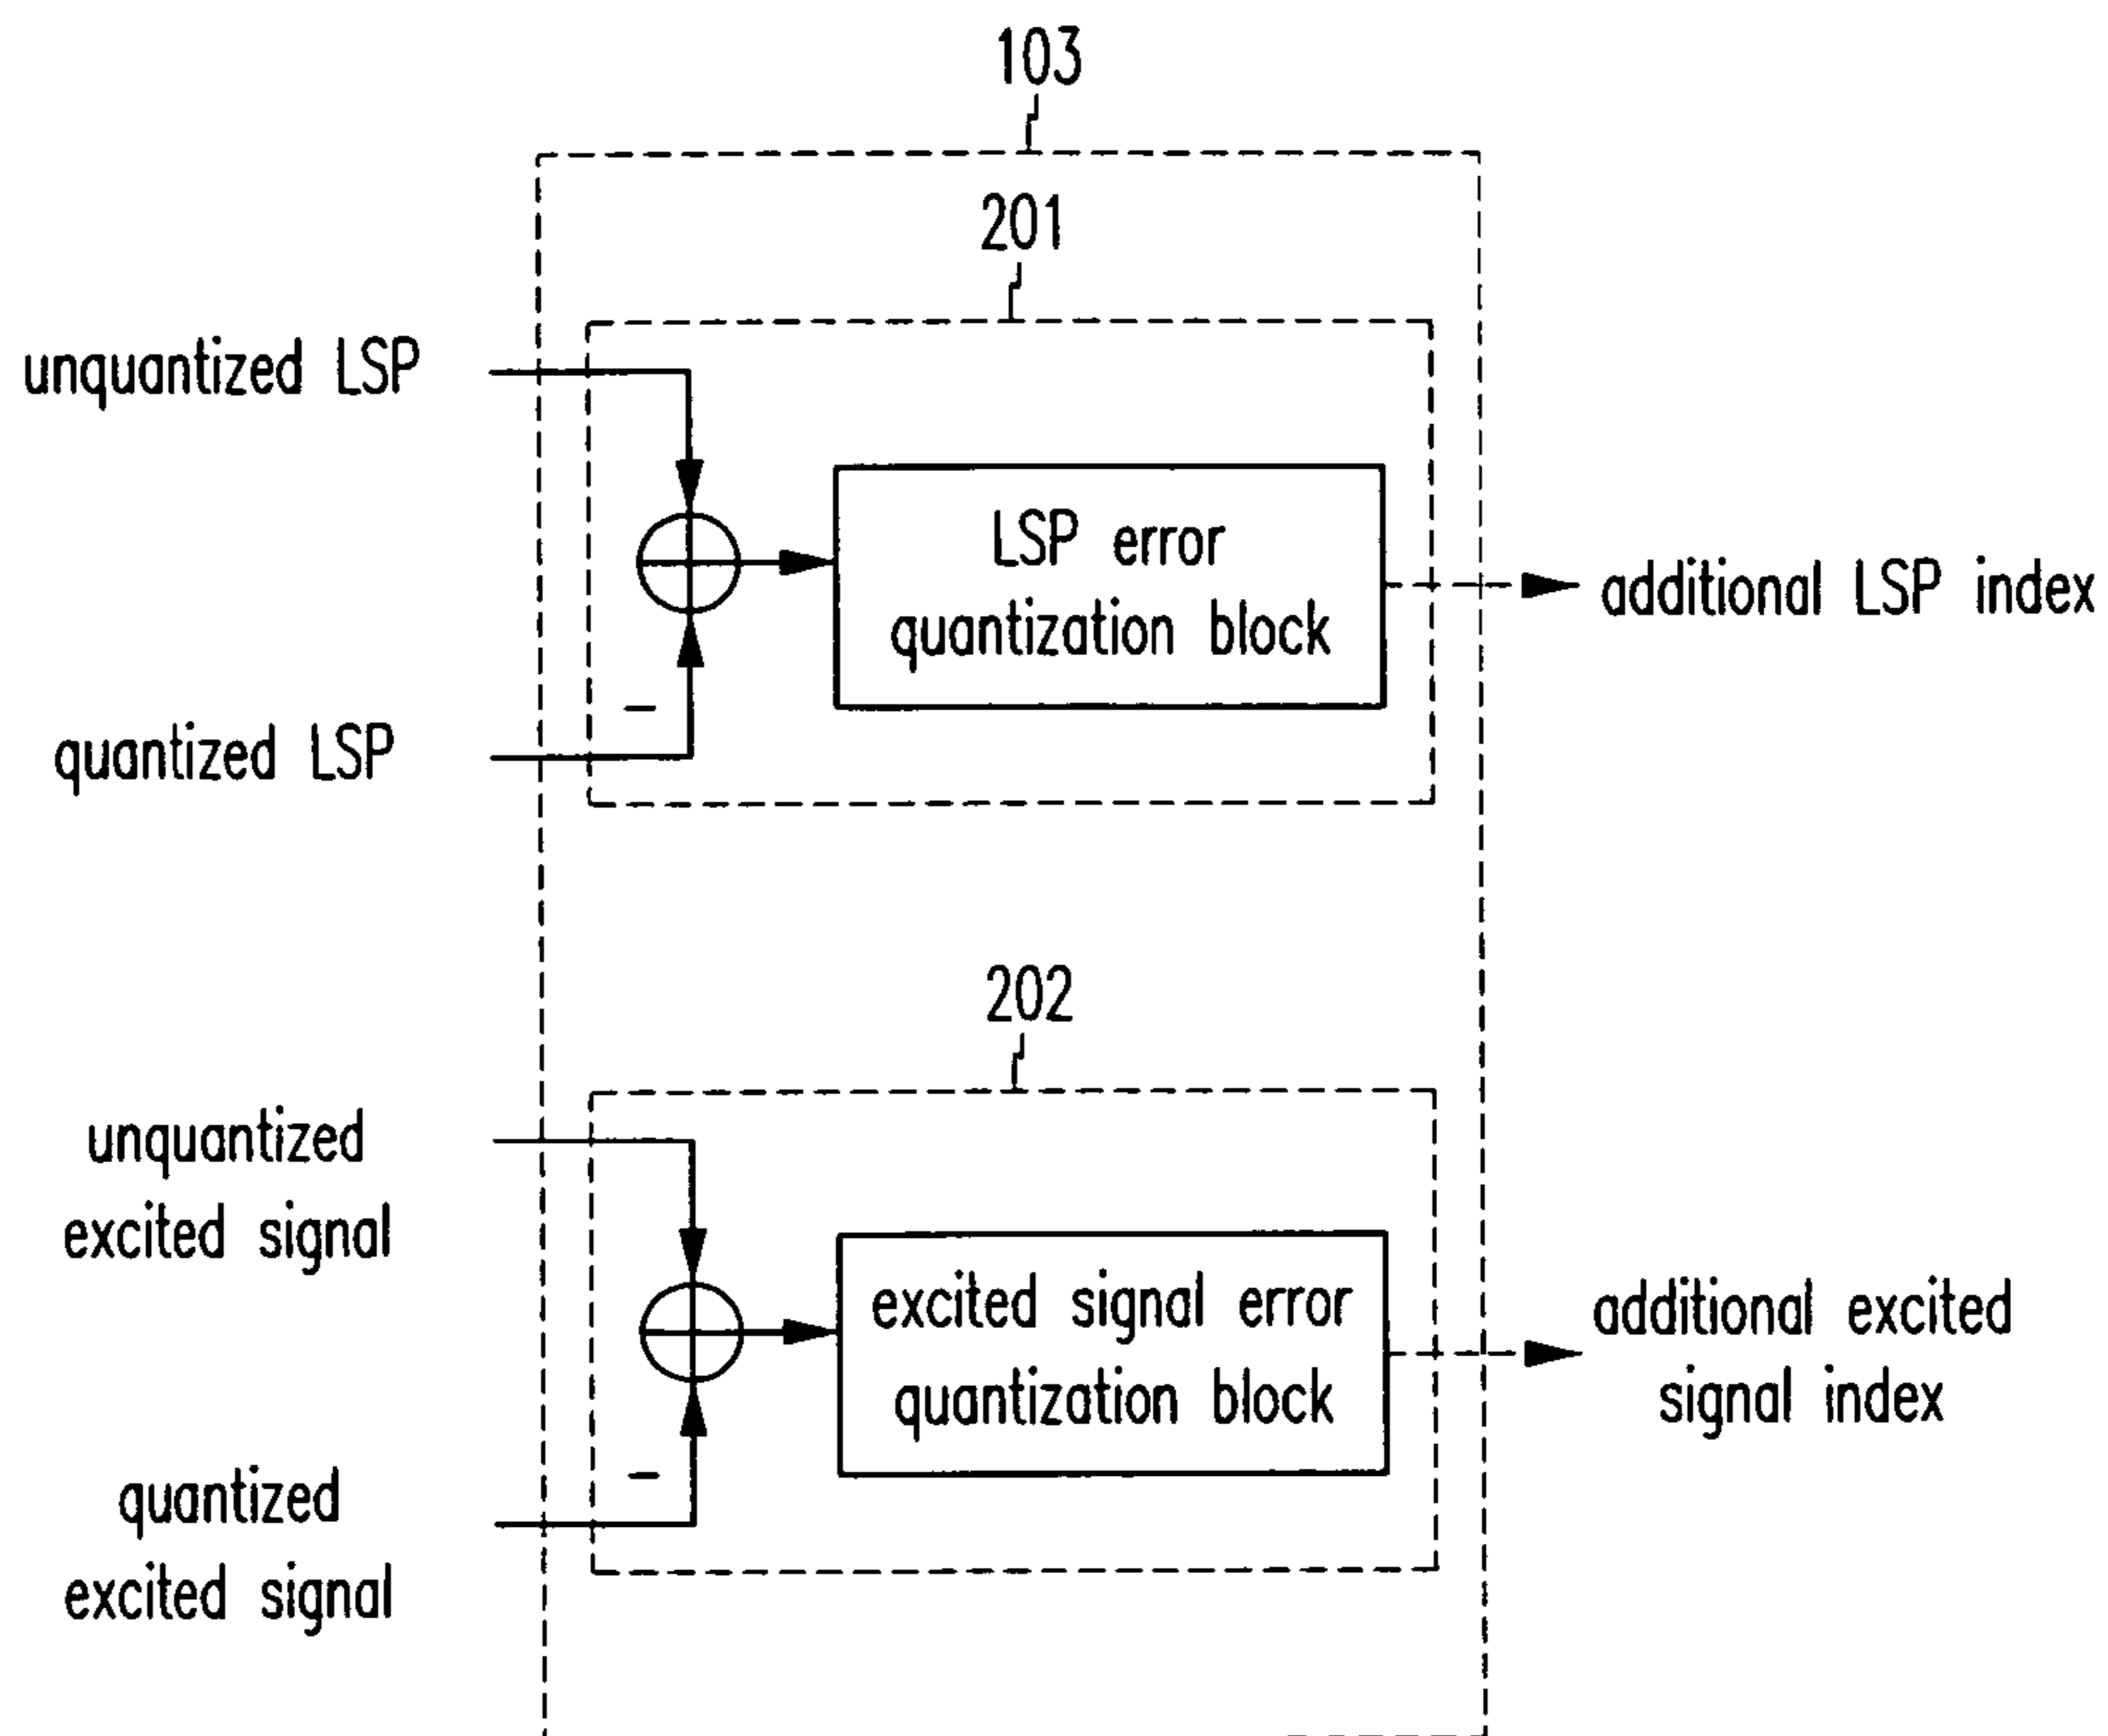 103
201
unquantized LSP
LSP error
quantization block
additional LSP index
–
quantized LSP
202
unquantized
excited signal
excited signal error
quantization block
additional excited
signal index
–
quantized
excited signal